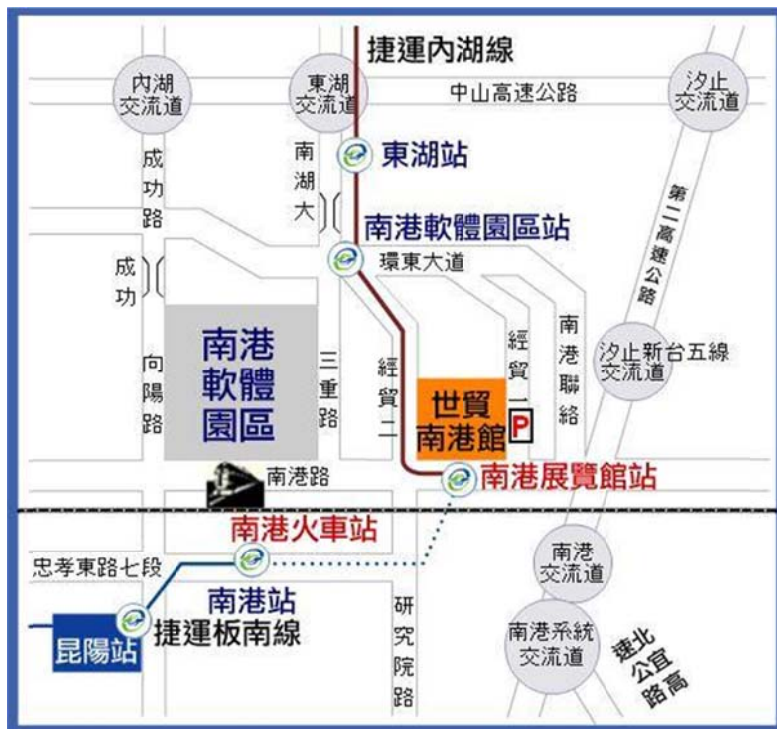 捷運內湖線
內湖
交流道
東湖
交流道
中山高速公路
汐止
交流道
東湖站
成功路
南湖大
第二高速公路
南港軟體園區站
環東大道
成功
南港
軟體
園區
向陽路
三重路
經貿二
經貿一
南港聯絡
汐止新台五線
交流道
世貿
南港館
P
南港路
南港展覽館站
南港火車站
忠孝東路七段
南港站
捷運板南線
昆陽站
研究院路
南港
交流道
南港系統
交流道
北宜高
速公路